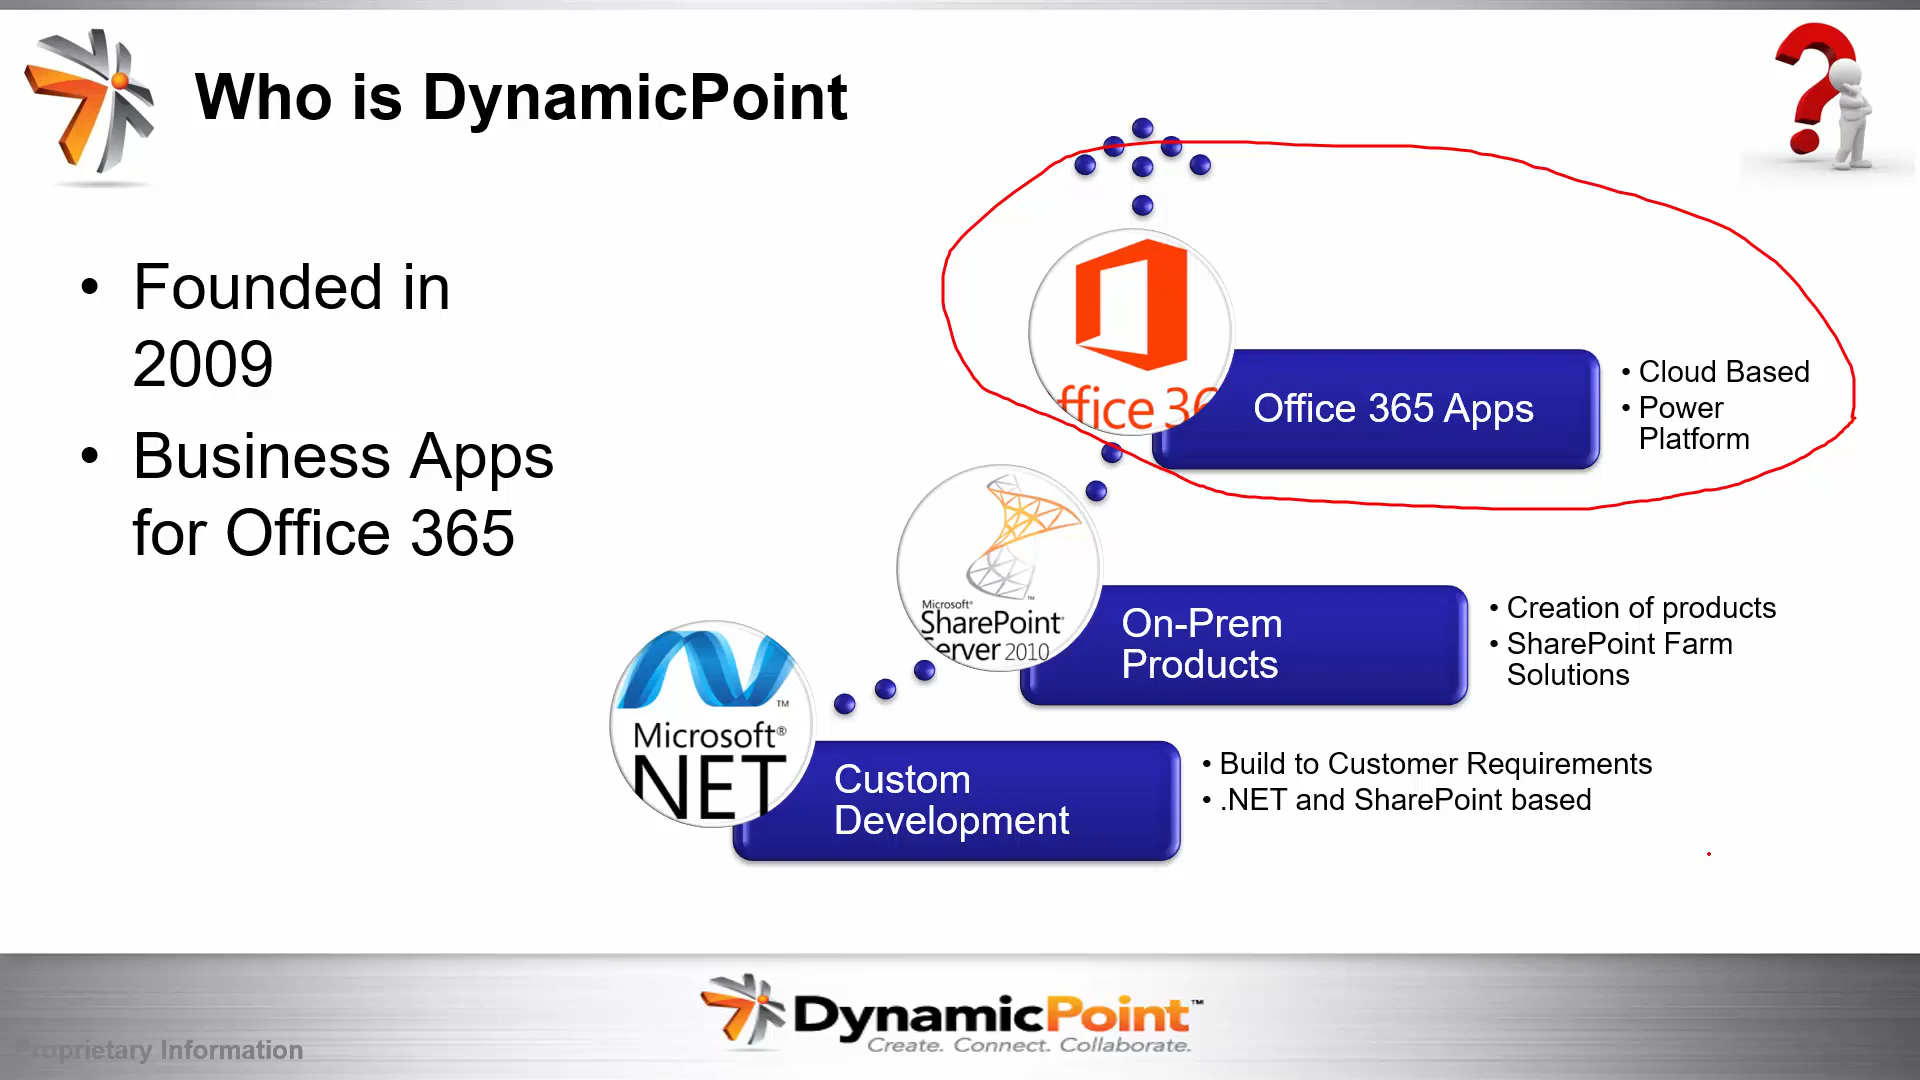 Who is DynamicPoint
• Founded in
2009
• Business Apps
for Office 365
ffice 36
Office 365 Apps
• Cloud Based
• Power
Platform
Microsoft®
SharePoint
Server 2010
On-Prem
Products
• Creation of products
• SharePoint Farm
Solutions
™
Microsoft®
NET
Custom
Development
• Build to Customer Requirements
• .NET and SharePoint based
DynamicPoint™
Create. Connect. Collaborate.
Proprietary Information